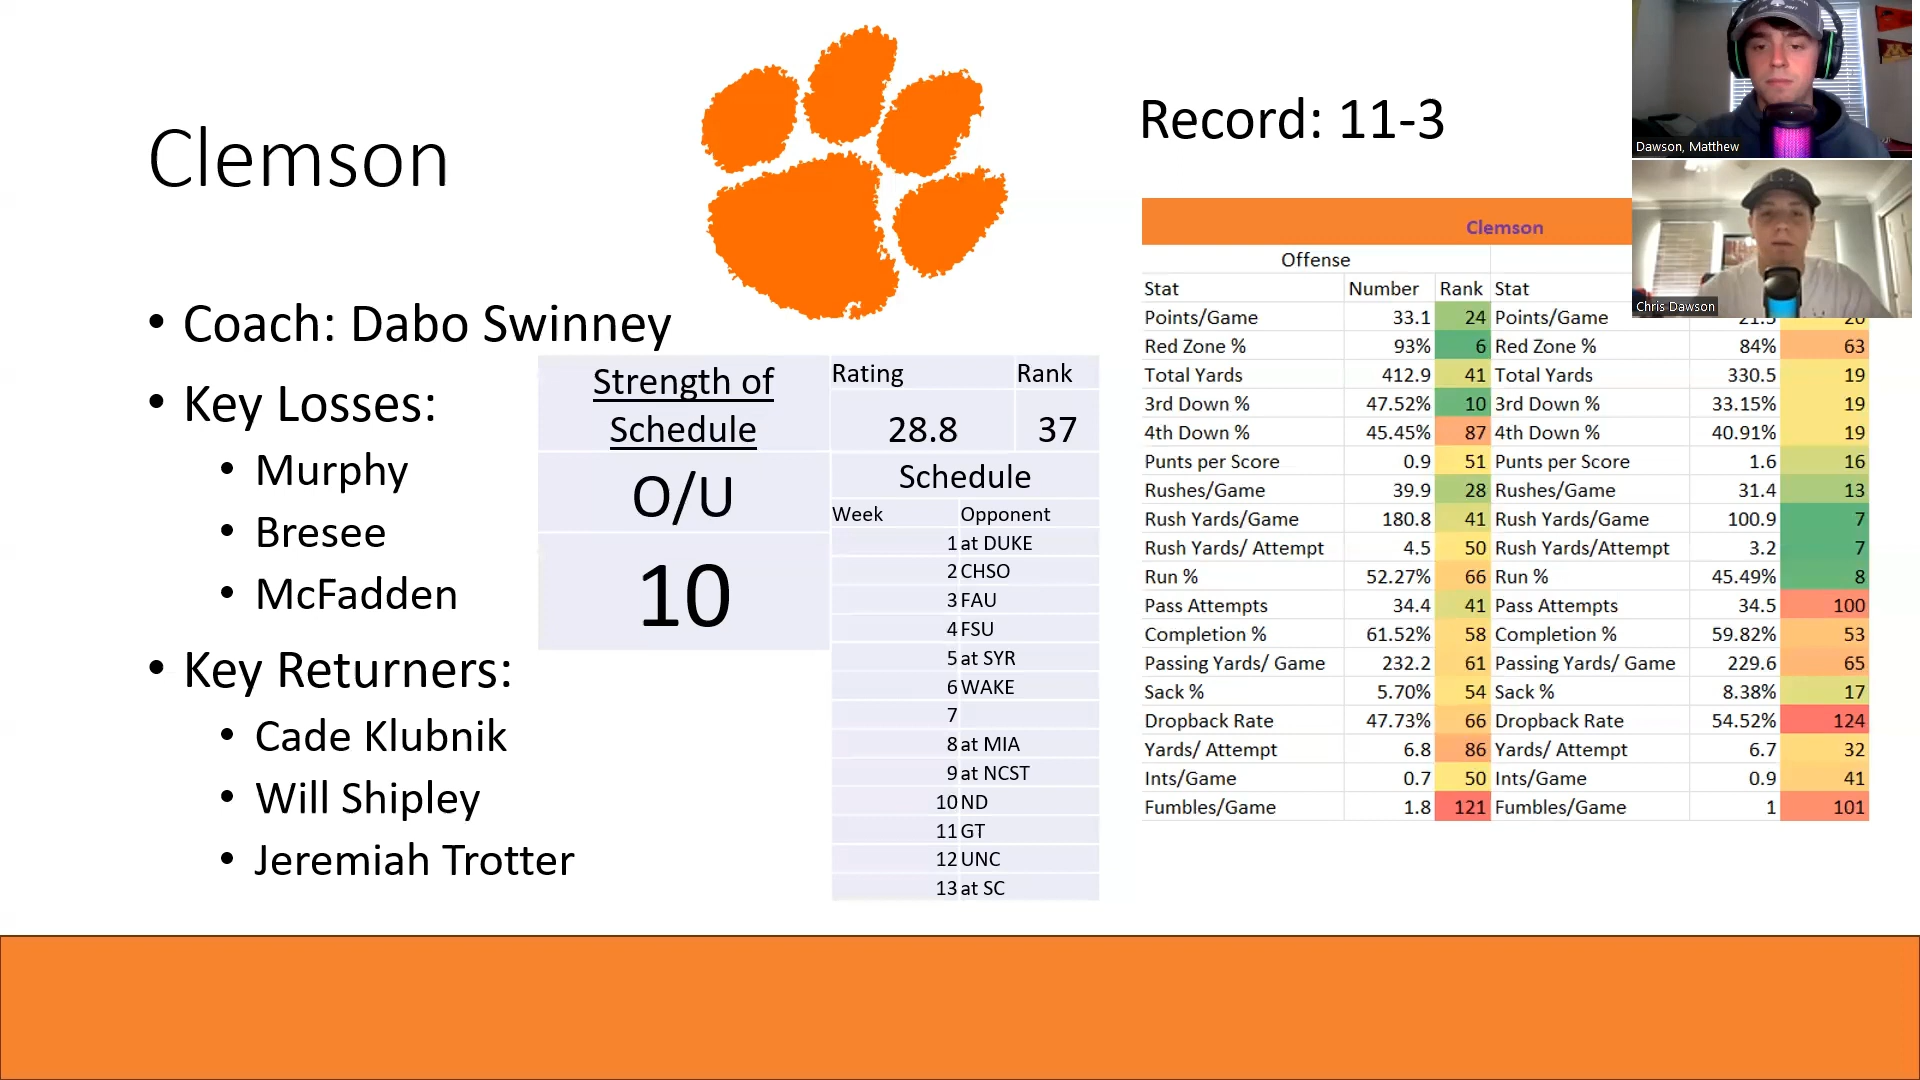 Clemson
Record: 11-3
Dawson, Matthew
Chris Dawson
• Coach: Dabo Swinney
• Key Losses:
• Murphy
• Bresee
• McFadden
• Key Returners:
• Cade Klubnik
• Will Shipley
• Jeremiah Trotter
Strength of Schedule Rating Rank
28.8 37
O/U
10
Schedule
Week Opponent
1 at DUKE
2 CHSO
3 FAU
4 FSU
5 at SYR
6 WAKE
7
8 at MIA
9 at NCST
10 ND
11 GT
12 UNC
13 at SC
Clemson
Offense
Stat Number Rank Stat
Points/Game 33.1 24 Points/Game
Red Zone % 93% 6 Red Zone % 84% 63
Total Yards 412.9 41 Total Yards 330.5 19
3rd Down % 47.52% 10 3rd Down % 33.15% 19
4th Down % 45.45% 87 4th Down % 40.91% 19
Punts per Score 0.9 51 Punts per Score 1.6 16
Rushes/Game 39.9 28 Rushes/Game 31.4 13
Rush Yards/Game 180.8 41 Rush Yards/Game 100.9 7
Rush Yards/ Attempt 4.5 50 Rush Yards/Attempt 3.2 7
Run % 52.27% 66 Run % 45.49% 8
Pass Attempts 34.4 41 Pass Attempts 34.5 100
Completion % 61.52% 58 Completion % 59.82% 53
Passing Yards/ Game 232.2 61 Passing Yards/ Game 229.6 65
Sack % 5.70% 54 Sack % 8.38% 17
Dropback Rate 47.73% 66 Dropback Rate 54.52% 124
Yards/ Attempt 6.8 86 Yards/ Attempt 6.7 32
Ints/Game 0.7 50 Ints/Game 0.9 41
Fumbles/Game 1.8 121 Fumbles/Game 1 101